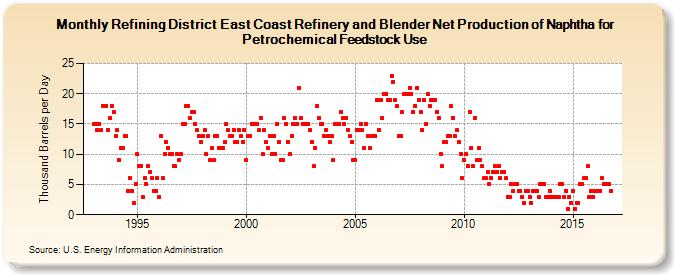 Monthly Refining District East Coast Refinery and Blender Net Production of Naphtha for
Petrochemical Feedstock Use
Thousand Barrels per Day
25
20
15
10
5
0
1995
2000
2005
2010
2015
Source: U.S. Energy Information Administration